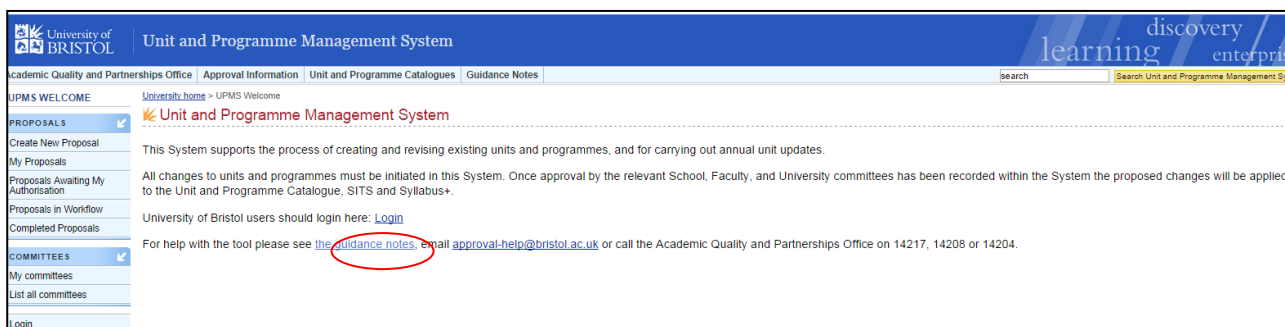 University of
BRISTOL
Unit and Programme Management System
discovery
learning
Academic Quality and Partnerships Office
Approval Information
Unit and Programme Catalogues
Guidance Notes
search
Search Unit and Programme Management
UPMS WELCOME
University home > UPMS Welcome
Unit and Programme Management System
PROPOSALS
Create New Proposal
My Proposals
Proposals Awaiting My
Authorisation
Proposals in Workflow
Completed Proposals
COMMITTEES
My committees
List all committees
Login
This System supports the process of creating and revising existing units and programmes, and for carrying out annual unit updates.
All changes to units and programmes must be initiated in this System. Once approval by the relevant School, Faculty, and University committees has been recorded within the System the proposed changes will be applied
to the Unit and Programme Catalogue, SITS and Syllabus+.
University of Bristol users should login here: Login
For help with the tool please see the guidance notes, email approval-help@bristol.ac.uk or call the Academic Quality and Partnerships Office on 14217, 14208 or 14204.